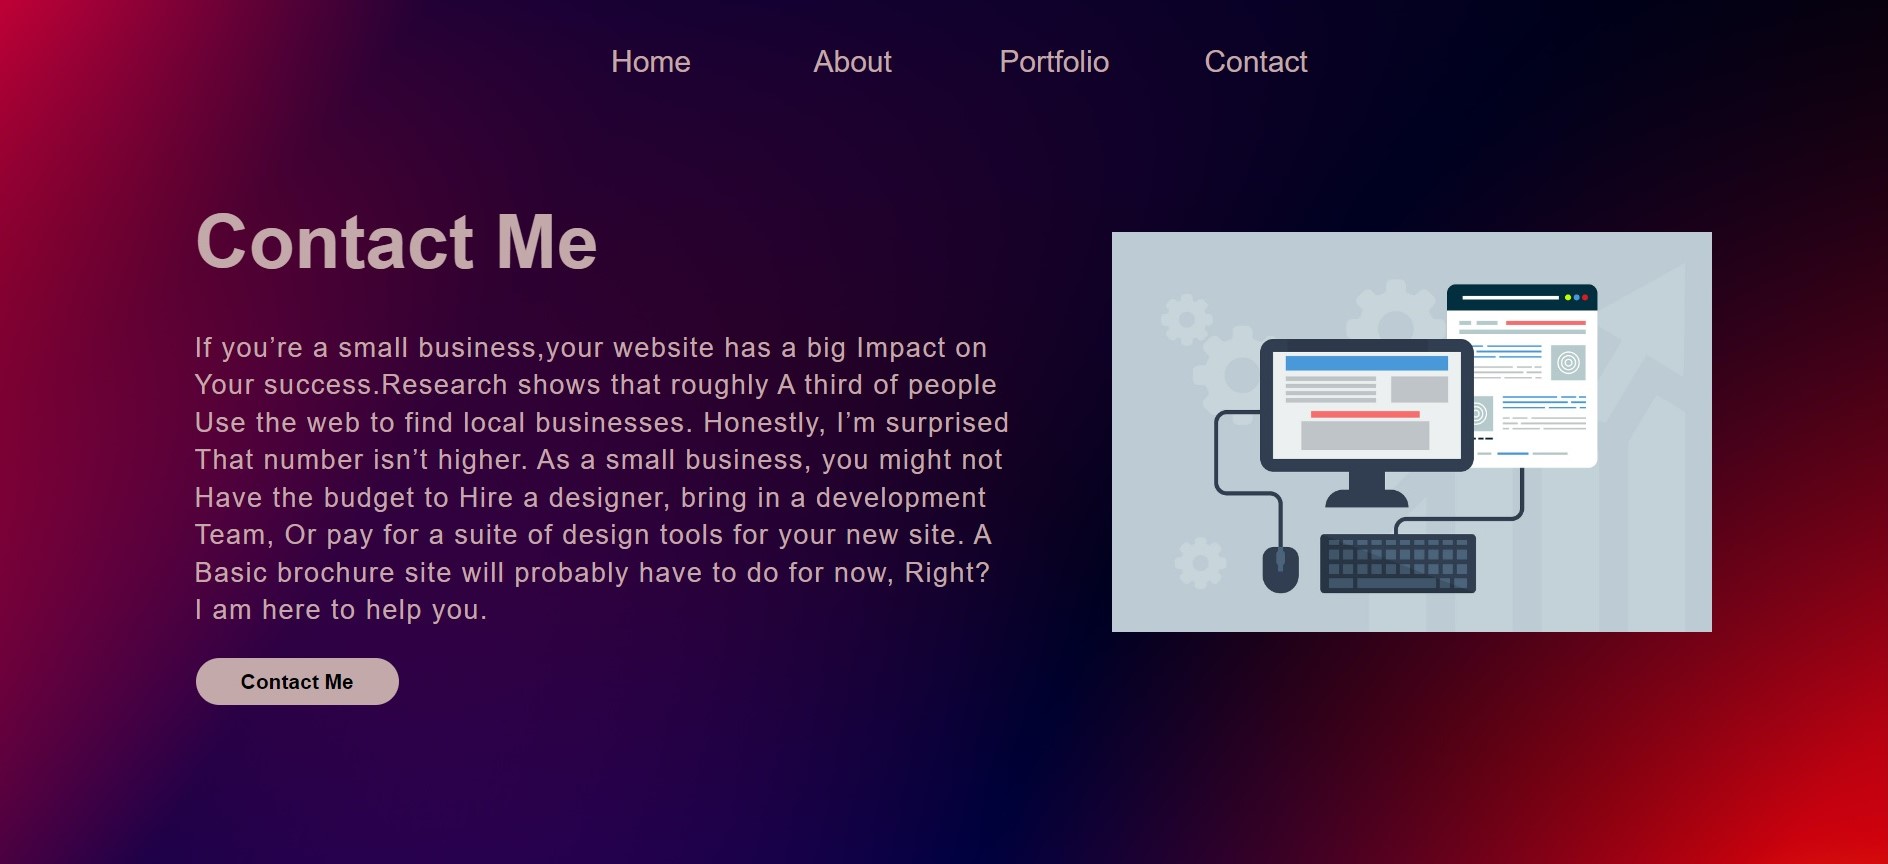 Home About Portfolio Contact
Contact Me
If you’re a small business,your website has a big Impact on
Your success.Research shows that roughly A third of people
Use the web to find local businesses. Honestly, I’m surprised
That number isn’t higher. As a small business, you might not
Have the budget to Hire a designer, bring in a development
Team, Or pay for a suite of design tools for your new site. A
Basic brochure site will probably have to do for now, Right?
I am here to help you.
Contact Me